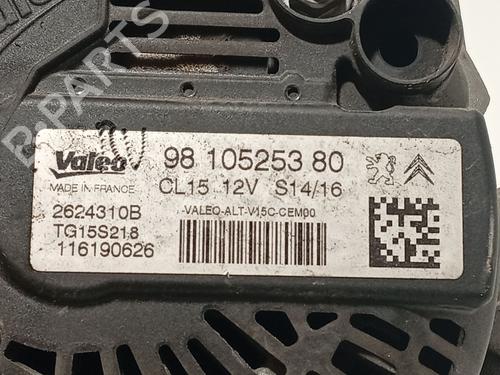 Valeo
MADE IN FRANCE
2624310B
TG15S218
116190626
98 105253 80
CL15 12V S14/16
-VALEO-ALT-V15C-CEM00
B-PARTS